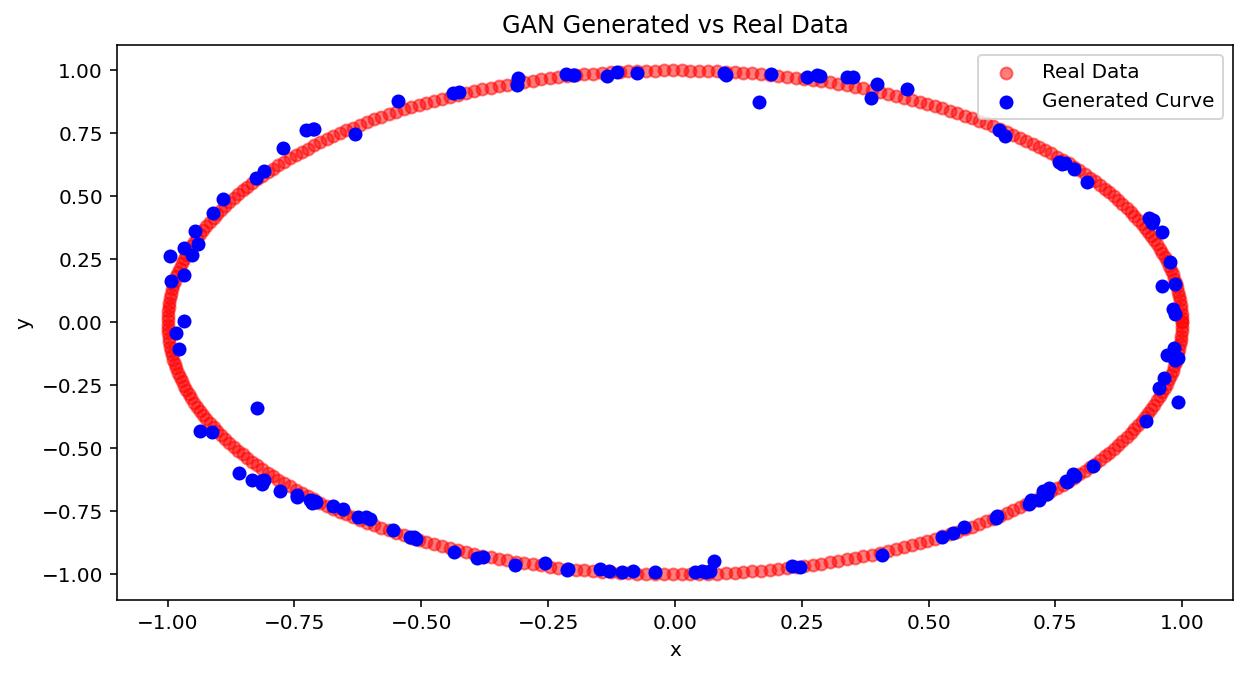 GAN Generated vs Real Data
Real Data
Generated Curve
y
1.00
0.75
0.50
0.25
0.00
−0.25
−0.50
−0.75
−1.00
−1.00 −0.75 −0.50 −0.25 0.00 0.25 0.50 0.75 1.00
x